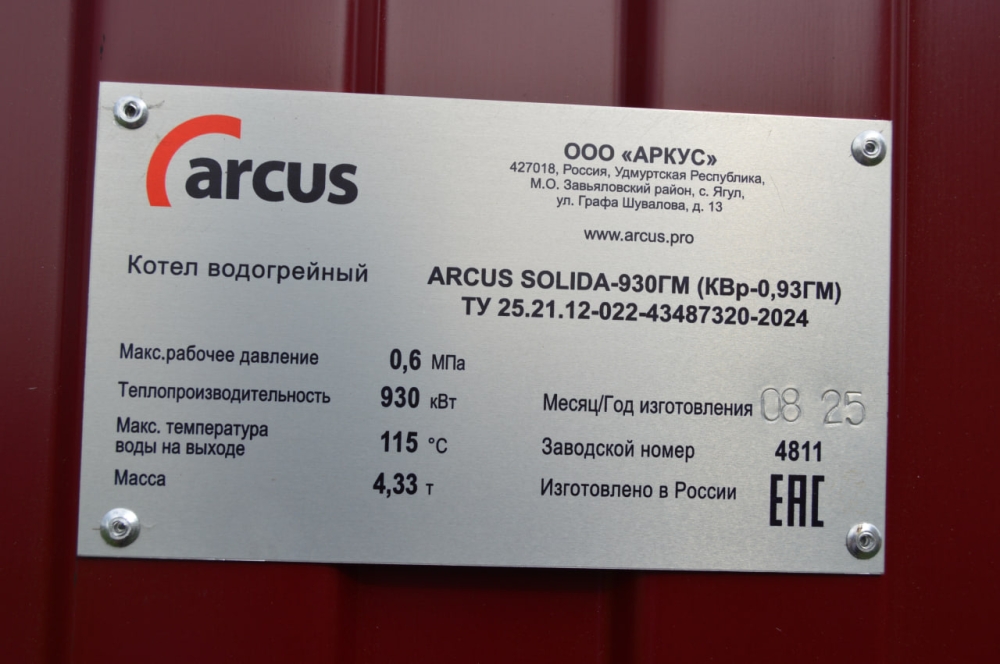 arcus
ООО «АРКУС»
427018, Россия, Удмуртская Республика,
М.О. Завьяловский район, с. Ягул,
ул. Графа Шувалова, д. 13
www.arcus.pro
Котел водогрейный
ARCUS SOLIDA-930ГМ (КВр-0,93ГМ)
ТУ 25.21.12-022-43487320-2024
Макс.рабочее давление 0,6 МПа
Теплопроизводительность 930 кВт
Макс. температура
воды на выходе 115 °С
Масса 4,33 т
Месяц/Год изготовления 08 25
Заводской номер 4811
Изготовлено в России EAC